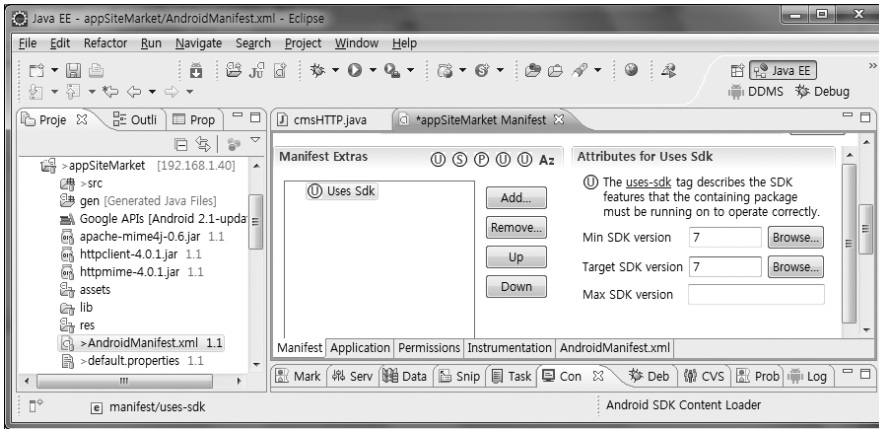 Java EE - appSiteMarket/AndroidManifest.xml - Eclipse
File Edit Refactor Run Navigate Search Project Window Help
Java EE
DDMS Debug
Proje Outli Prop
cmsHTTP.java *appSiteMarket Manifest
>appSiteMarket [192.168.1.40]
>src
gen [Generated Java Files]
Google APIs [Android 2.1-updat
apache-mime4j-0.6.jar 1.1
httpclient-4.0.1.jar 1.1
httpmime-4.0.1.jar 1.1
assets
lib
res
>AndroidManifest.xml 1.1
>default.properties 1.1
Manifest Extras U S P U U Az
U Uses Sdk
Add...
Remove...
Up
Down
Attributes for Uses Sdk
U The uses-sdk tag describes the SDK
features that the containing package
must be running on to operate correctly.
Min SDK version 7 Browse...
Target SDK version 7 Browse...
Max SDK version
Manifest Application Permissions Instrumentation AndroidManifest.xml
Mark Serv Data Snip Task Con Deb CVS Prob Log
manifest/uses-sdk
Android SDK Content Loader